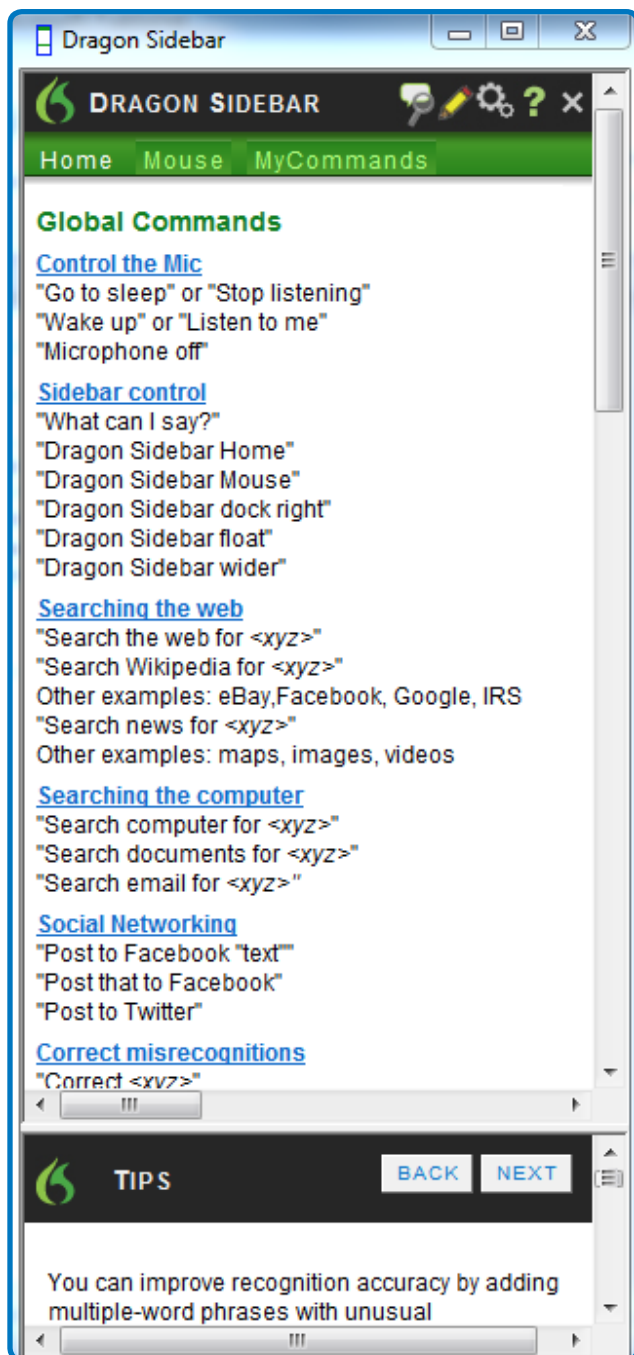 Dragon Sidebar
DRAGON SIDEBAR
Home Mouse MyCommands
Global Commands
Control the Mic
"Go to sleep" or "Stop listening"
"Wake up" or "Listen to me"
"Microphone off"
Sidebar control
"What can I say?"
"Dragon Sidebar Home"
"Dragon Sidebar Mouse"
"Dragon Sidebar dock right"
"Dragon Sidebar float"
"Dragon Sidebar wider"
Searching the web
"Search the web for <xyz>"
"Search Wikipedia for <xyz>"
Other examples: eBay,Facebook, Google, IRS
"Search news for <xyz>"
Other examples: maps, images, videos
Searching the computer
"Search computer for <xyz>"
"Search documents for <xyz>"
"Search email for <xyz>"
Social Networking
"Post to Facebook "text""
"Post that to Facebook"
"Post to Twitter"
Correct misrecognitions
"Correct <xyz>"
TIPS BACK NEXT
You can improve recognition accuracy by adding
multiple-word phrases with unusual